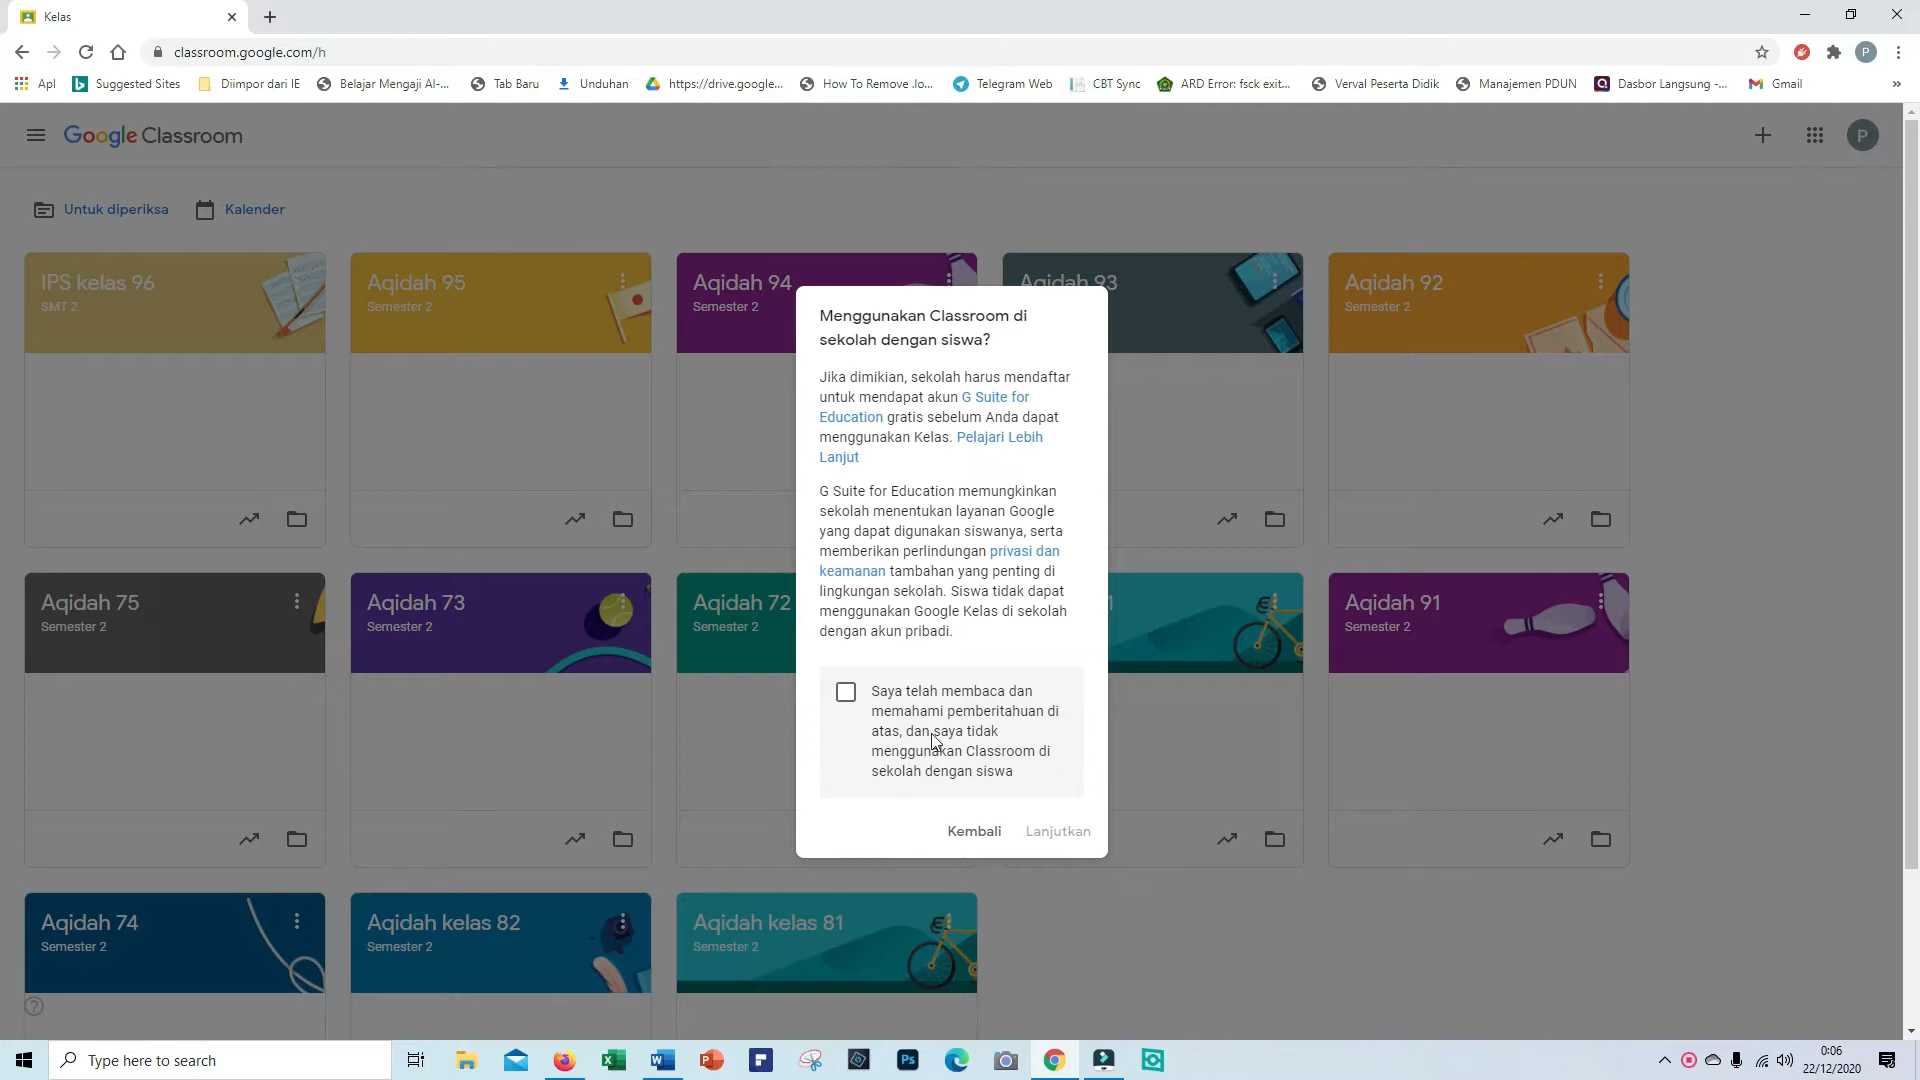 Kelas
classroom.google.com/h
P
Apl
Suggested Sites
Diimpor dari IE
Belajar Mengaji Al-...
Tab Baru
Unduhan
https://drive.google...
How To Remove .lo...
Telegram Web
CBT Sync
ARD Error: fsck exit...
Verval Peserta Didik
Manajemen PDUN
Dasbor Langsung -...
Gmail
»
Google Classroom
P
Untuk diperiksa
Kalender
IPS kelas 96
SMT 2
Aqidah 95
Semester 2
Aqidah 94
Semester 2
Aqidah 93
Aqidah 92
Semester 2
Menggunakan Classroom di
sekolah dengan siswa?
Jika dimikian, sekolah harus mendaftar
untuk mendapat akun G Suite for
Education gratis sebelum Anda dapat
menggunakan Kelas. Pelajari Lebih
Lanjut
G Suite for Education memungkinkan
sekolah menentukan layanan Google
yang dapat digunakan siswanya, serta
memberikan perlindungan privasi dan
keamanan tambahan yang penting di
lingkungan sekolah. Siswa tidak dapat
menggunakan Google Kelas di sekolah
dengan akun pribadi.
Saya telah membaca dan
memahami pemberitahuan di
atas, dan saya tidak
menggunakan Classroom di
sekolah dengan siswa
Kembali
Lanjutkan
Aqidah 75
Semester 2
Aqidah 73
Semester 2
Aqidah 72
Semester 2
1
Aqidah 91
Semester 2
Aqidah 74
Semester 2
Aqidah kelas 82
Semester 2
Aqidah kelas 81
Semester 2
Type here to search
0:06
22/12/2020